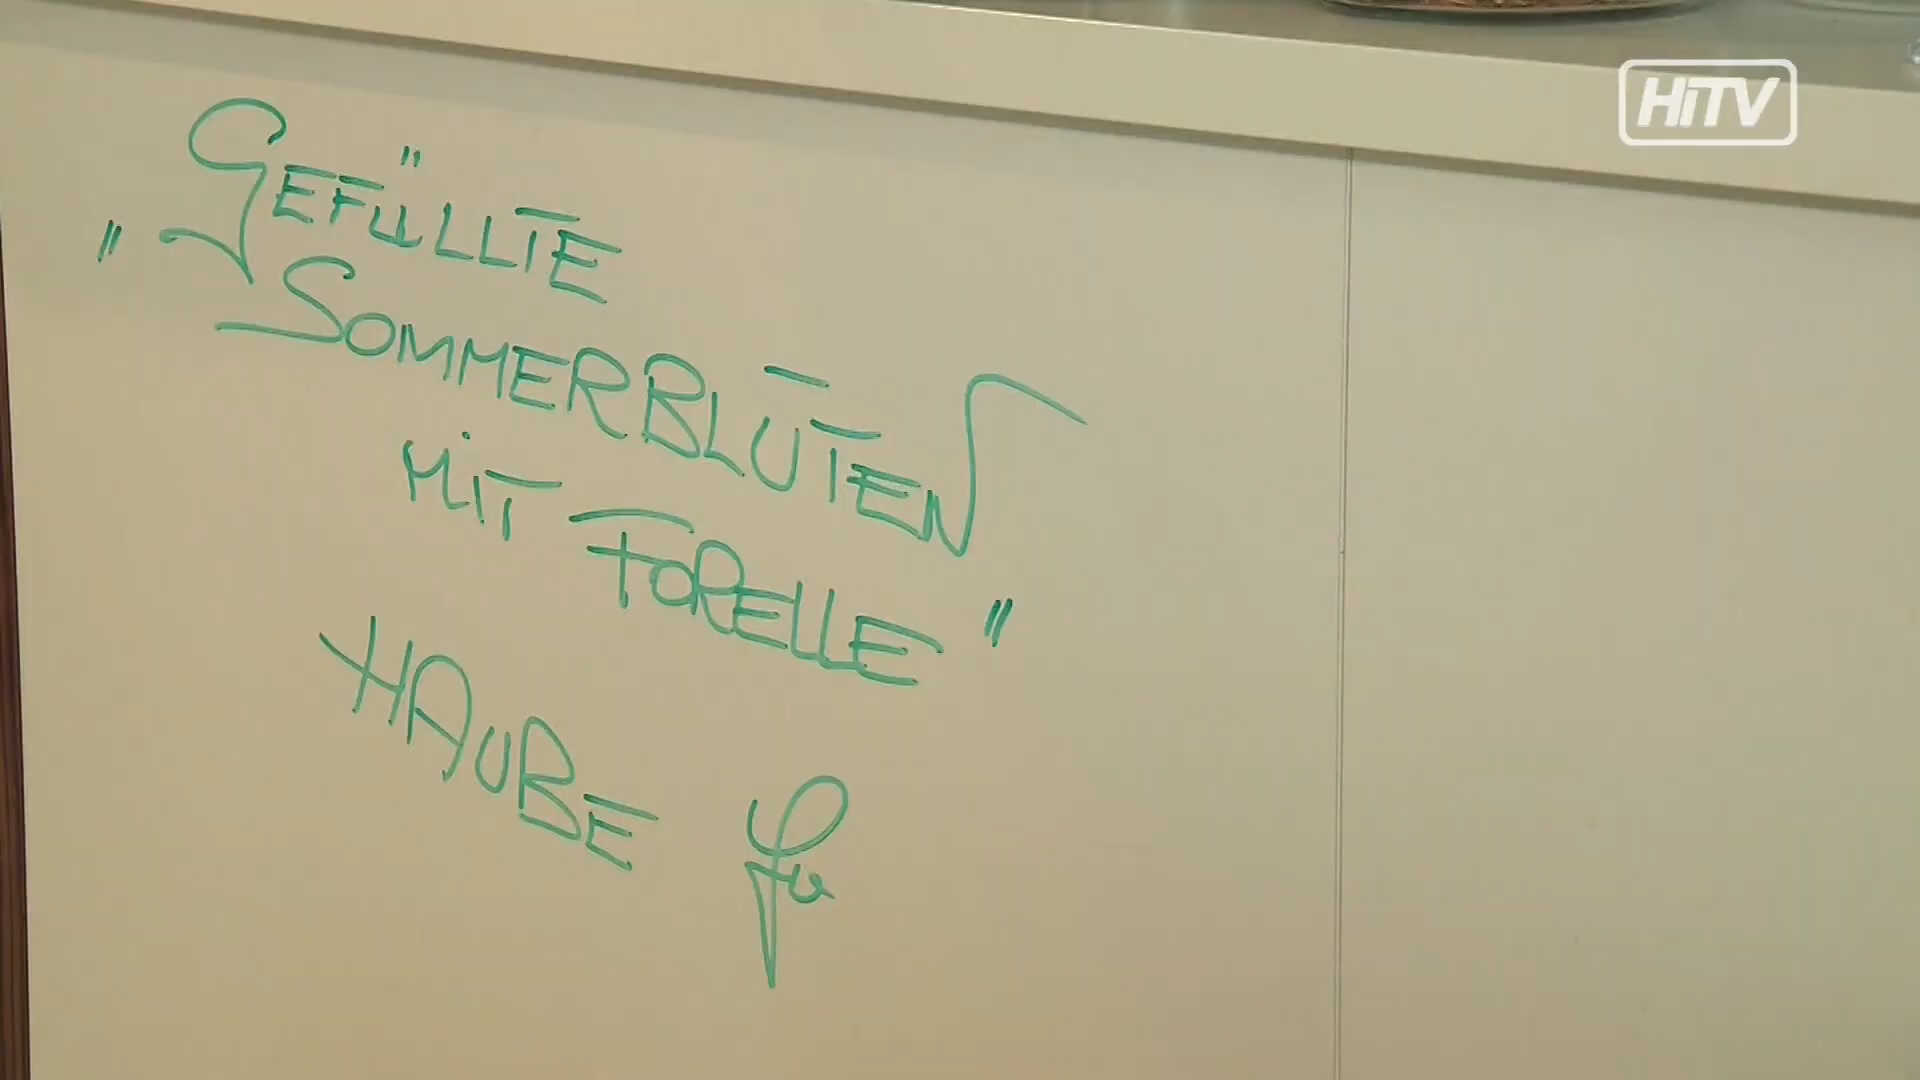 HiTV
„GEFÜLLTE
SOMMERBLÜTEN
MIT FORELLE"
HAUBE